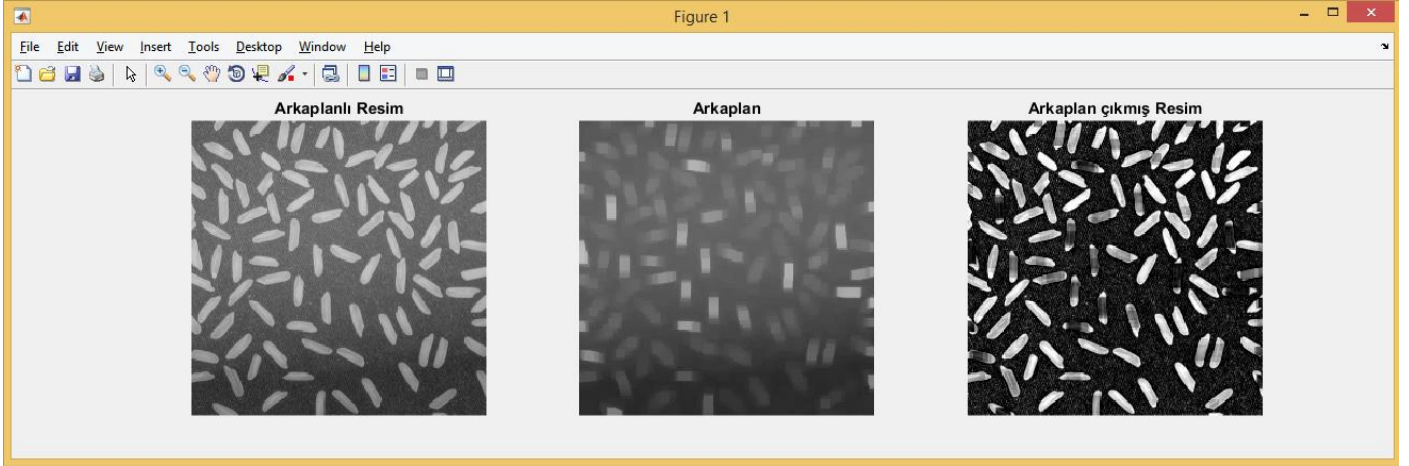 Figure 1
File Edit View Insert Tools Desktop Window Help
Arkaplanlı Resim
Arkaplan
Arkaplan çıkmış Resim